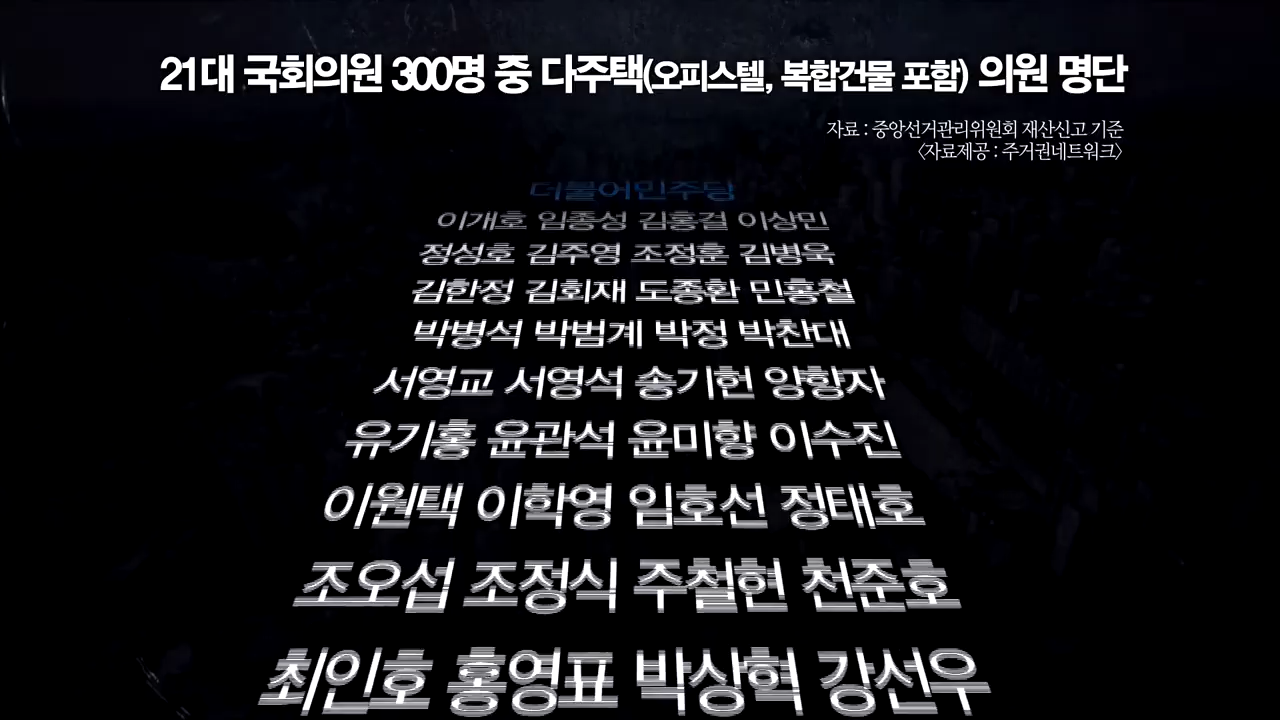 21대 국회의원 300명 중 다주택(오피스텔, 복합건물 포함) 의원 명단
자료 : 중앙선거관리위원회 재산신고 기준
〈자료제공 : 주거권네트워크〉
더불어민주당
이개호 임종성 김홍걸 이상민
정성호 김주영 조정훈 김병욱
김한정 김회재 도종환 민홍철
박병석 박범계 박정 박찬대
서영교 서영석 송기헌 양향자
유기홍 윤관석 윤미향 이수진
이원택 이학영 임호선 정태호
조오섭 조정식 주철현 천준호
최인호 홍영표 박상혁 강선우